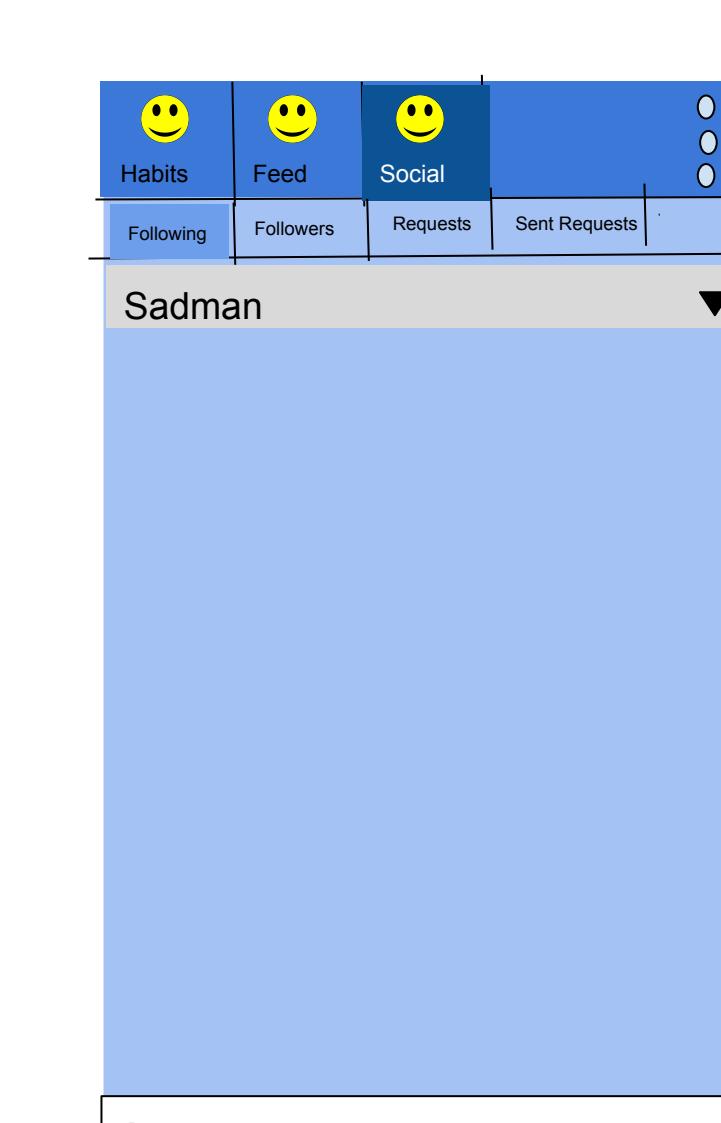 Habits Feed Social
Following Followers Requests Sent Requests
Sadman